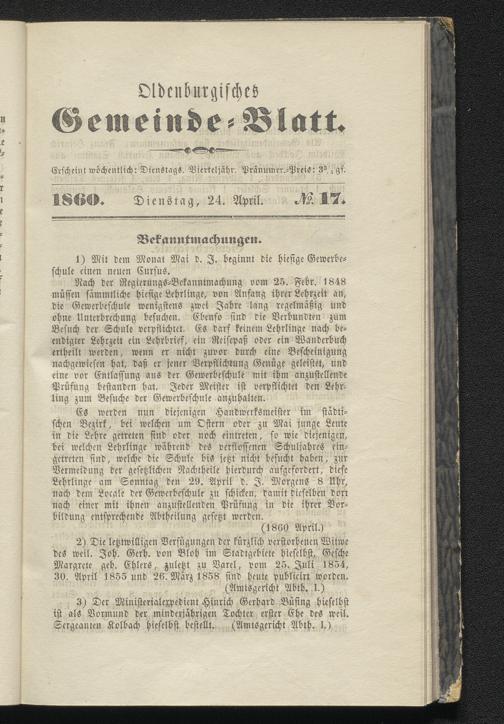 Oldenburgisches
Gemeinde-Blatt.
Erscheint wöchentlich: Dienstags. Vierteljähr. Pränumer.-Preis: 3¾ gr.
1860. Dienstag, 24. April. № 17.
Bekanntmachungen.
1) Mit dem Monat Mai d. J. beginnt die hiesige Gewerbe-
schule einen neuen Cursus.
Nach der Regierungs-Bekanntmachung vom 25. Febr. 1848
müssen sämmtliche hiesige Lehrlinge, von Anfang ihrer Lehrzeit an,
die Gewerbeschule wenigstens zwei Jahre lang regelmäßig und
ohne Unterbrechung besuchen. Ebenso sind die Verbundten zum
Besuch der Schule verpflichtet. Es darf keinem Lehrlinge nach be-
endigter Lehrzeit ein Lehrbrief, ein Reisepaß oder ein Wanderbuch
ertheilt werden, wenn er nicht zuvor durch eine Bescheinigung
nachgewiesen hat, daß er jener Verpflichtung Genüge geleistet, und
eine vor Entlassung aus der Gewerbeschule mit ihm anzustellende
Prüfung bestanden hat. Jeder Meister ist verpflichtet den Lehr-
ling zum Besuche der Gewerbeschule anzuhalten.
Es werden nun diejenigen Handwerksmeister im städti-
schen Bezirk, bei welchen um Ostern oder zu Mai junge Leute
in die Lehre getreten sind oder noch eintreten, so wie diejenigen,
bei welchen Lehrlinge während des verflossenen Schuljahres ein-
getreten sind, welche die Schule bis jetzt nicht besucht haben, zur
Vermeidung der gesetzlichen Nachtheile hierdurch aufgefordert, diese
Lehrlinge am Sonntag den 29. April d. J. Morgens 8 Uhr,
nach dem Locale der Gewerbeschule zu schicken, damit dieselben dort
nach einer mit ihnen anzustellenden Prüfung in die ihrer Vor-
bildung entsprechende Abtheilung gesetzt werden.
(1860 April.)
2) Die letztwilligen Verfügungen der kürzlich verstorbenen Witwe
des weil. Joh. Gerh. von Bloh im Stadtgebiete hieselbst, Gesche
Margrete geb. Ehlers, zuletzt zu Varel, vom 25. Juli 1854,
30. April 1855 und 26. März 1858 sind heute publicirt worden.
(Amtsgericht Abth. I.)
3) Der Ministerialexpedient Hinrich Gerhard Büsing hieselbst
ist als Vormund der minderjährigen Tochter erster Ehe des weil.
Sergeanten Kolbach hieselbst bestellt. (Amtsgericht Abth. I.)